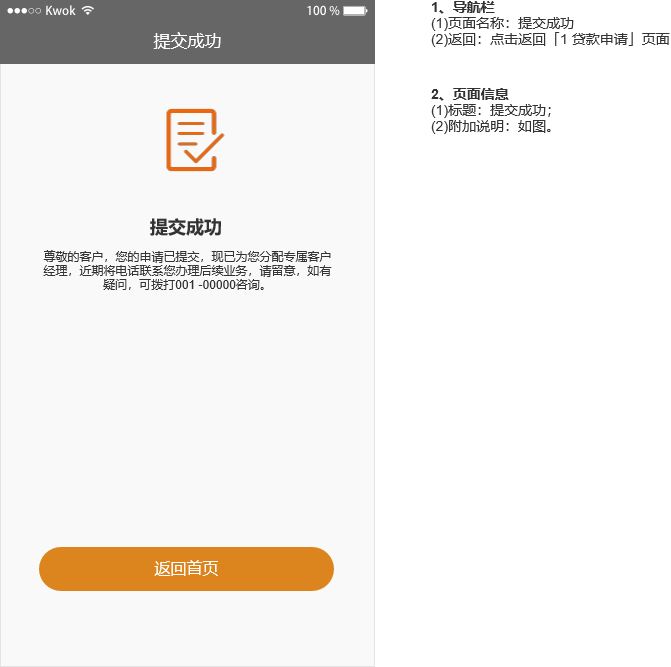 Kwok
100 %
提交成功
提交成功
尊敬的客户，您的申请已提交，现已为您分配专属客户
经理，近期将电话联系您办理后续业务，请留意，如有
疑问，可拨打001 -00000咨询。
返回首页
1、导航栏
(1)页面名称：提交成功
(2)返回：点击返回「1 贷款申请」页面
2、页面信息
(1)标题：提交成功；
(2)附加说明：如图。